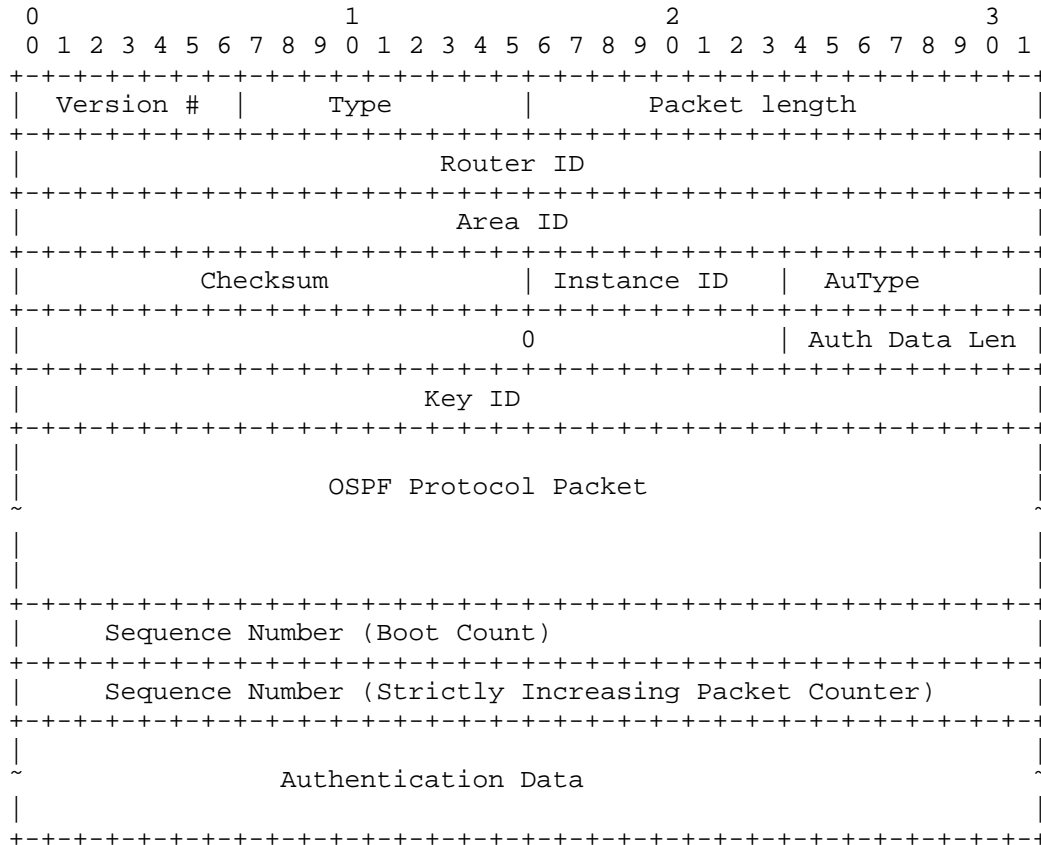 0                   1                   2                   3
0 1 2 3 4 5 6 7 8 9 0 1 2 3 4 5 6 7 8 9 0 1 2 3 4 5 6 7 8 9 0 1
+-+-+-+-+-+-+-+-+-+-+-+-+-+-+-+-+-+-+-+-+-+-+-+-+-+-+-+-+-+-+-+-+
| Version # | Type | Packet length |
+-+-+-+-+-+-+-+-+-+-+-+-+-+-+-+-+-+-+-+-+-+-+-+-+-+-+-+-+-+-+-+-+
| Router ID |
+-+-+-+-+-+-+-+-+-+-+-+-+-+-+-+-+-+-+-+-+-+-+-+-+-+-+-+-+-+-+-+-+
| Area ID |
+-+-+-+-+-+-+-+-+-+-+-+-+-+-+-+-+-+-+-+-+-+-+-+-+-+-+-+-+-+-+-+-+
| Checksum | Instance ID | AuType |
+-+-+-+-+-+-+-+-+-+-+-+-+-+-+-+-+-+-+-+-+-+-+-+-+-+-+-+-+-+-+-+-+
| 0 | Auth Data Len |
+-+-+-+-+-+-+-+-+-+-+-+-+-+-+-+-+-+-+-+-+-+-+-+-+-+-+-+-+-+-+-+-+
| Key ID |
+-+-+-+-+-+-+-+-+-+-+-+-+-+-+-+-+-+-+-+-+-+-+-+-+-+-+-+-+-+-+-+-+
| |
| OSPF Protocol Packet |
~ ~
| |
| |
+-+-+-+-+-+-+-+-+-+-+-+-+-+-+-+-+-+-+-+-+-+-+-+-+-+-+-+-+-+-+-+-+
| Sequence Number (Boot Count) |
+-+-+-+-+-+-+-+-+-+-+-+-+-+-+-+-+-+-+-+-+-+-+-+-+-+-+-+-+-+-+-+-+
| Sequence Number (Strictly Increasing Packet Counter) |
+-+-+-+-+-+-+-+-+-+-+-+-+-+-+-+-+-+-+-+-+-+-+-+-+-+-+-+-+-+-+-+-+
| |
~ Authentication Data ~
| |
+-+-+-+-+-+-+-+-+-+-+-+-+-+-+-+-+-+-+-+-+-+-+-+-+-+-+-+-+-+-+-+-+